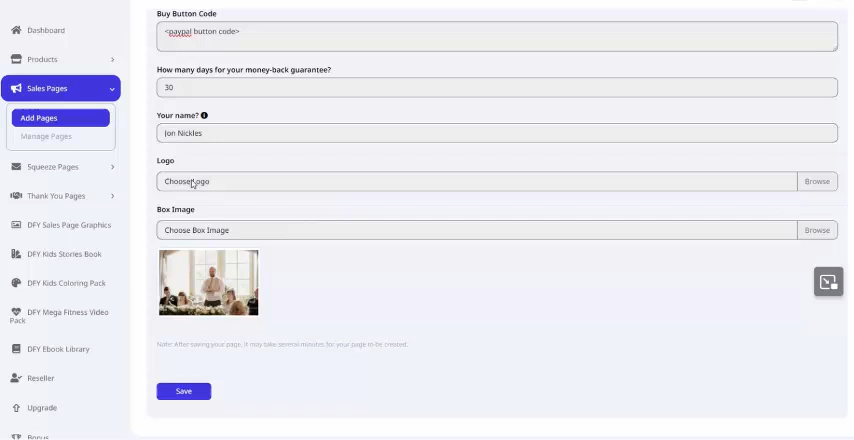 Buy Button Code
Dashboard
<paypal button code>
Products
How many days for your money-back guarantee?
Sales Pages
30
Add Pages
Your name?
Manage Pages
Jon Nickles
Logo
Squeeze Pages
Choose Logo
Browse
Thank You Pages
Box Image
DFY Sales Page Graphics
Choose Box Image
Browse
DFY Kids Stories Book
DFY Kids Coloring Pack
DFY Mega Fitness Video
Pack
Note: After saving your page, it may take several minutes for your page to be created.
DFY Ebook Library
Reseller
Save
Upgrade
Bonus